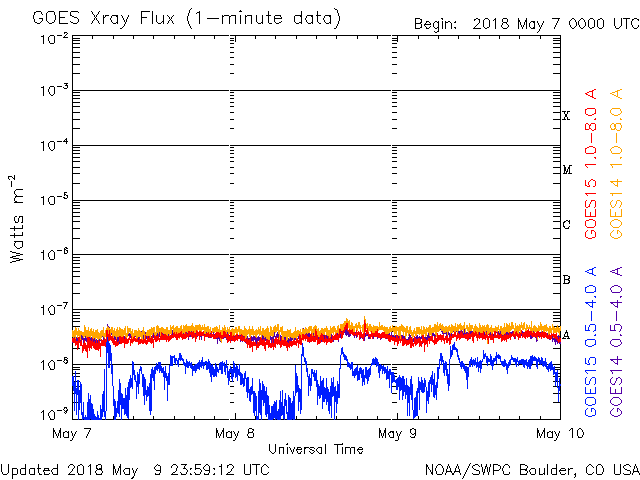 GOES Xray Flux (1-minute data)
Begin: 2018 May 7 0000 UTC
Watts m⁻²
10⁻²
10⁻³
10⁻⁴
10⁻⁵
10⁻⁶
10⁻⁷
10⁻⁸
10⁻⁹
X
M
C
B
A
GOES15 1.0-8.0 A
GOES14 1.0-8.0 A
GOES15 0.5-4.0 A
GOES14 0.5-4.0 A
May 7 May 8 May 9 May 10
Universal Time
Updated 2018 May 9 23:59:12 UTC
NOAA/SWPC Boulder, CO USA